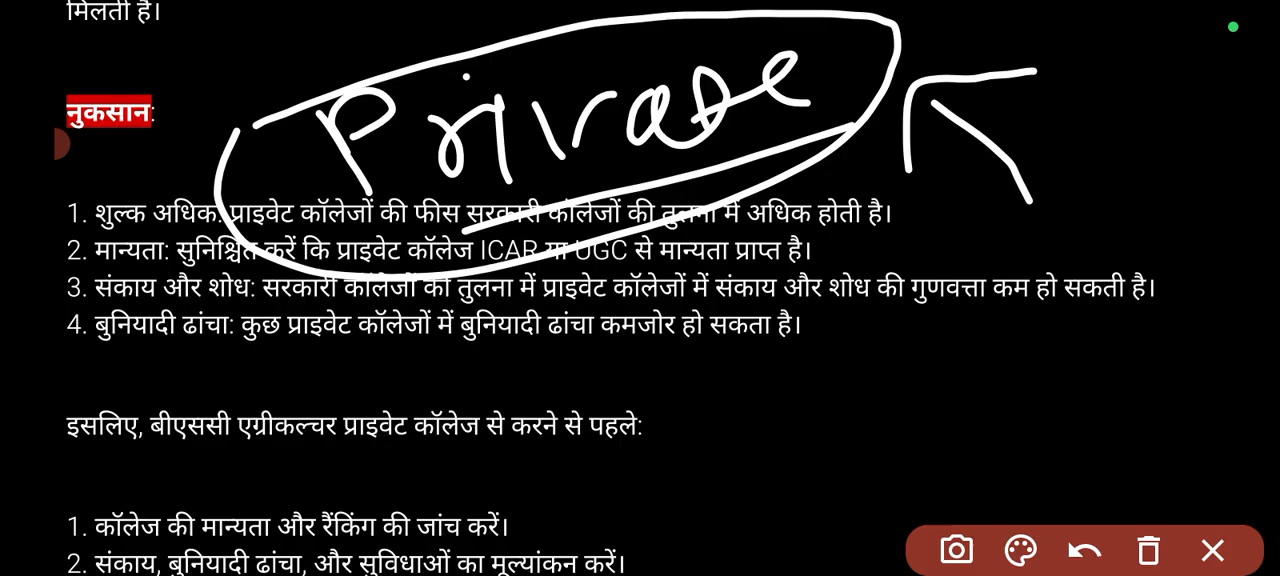 मिलती है।
Private
नुकसान:
1. शुल्क अधिक: प्राइवेट कॉलेजों की फीस सरकारी कॉलेजों की तुलना में अधिक होती है।
2. मान्यता: सुनिश्चित करें कि प्राइवेट कॉलेज ICAR या UGC से मान्यता प्राप्त है।
3. संकाय और शोध: सरकारी कॉलेजों की तुलना में प्राइवेट कॉलेजों में संकाय और शोध की गुणवत्ता कम हो सकती है।
4. बुनियादी ढांचा: कुछ प्राइवेट कॉलेजों में बुनियादी ढांचा कमजोर हो सकता है।
इसलिए, बीएससी एग्रीकल्चर प्राइवेट कॉलेज से करने से पहले:
1. कॉलेज की मान्यता और रैंकिंग की जांच करें।
2. संकाय, बुनियादी ढांचा, और सुविधाओं का मूल्यांकन करें।